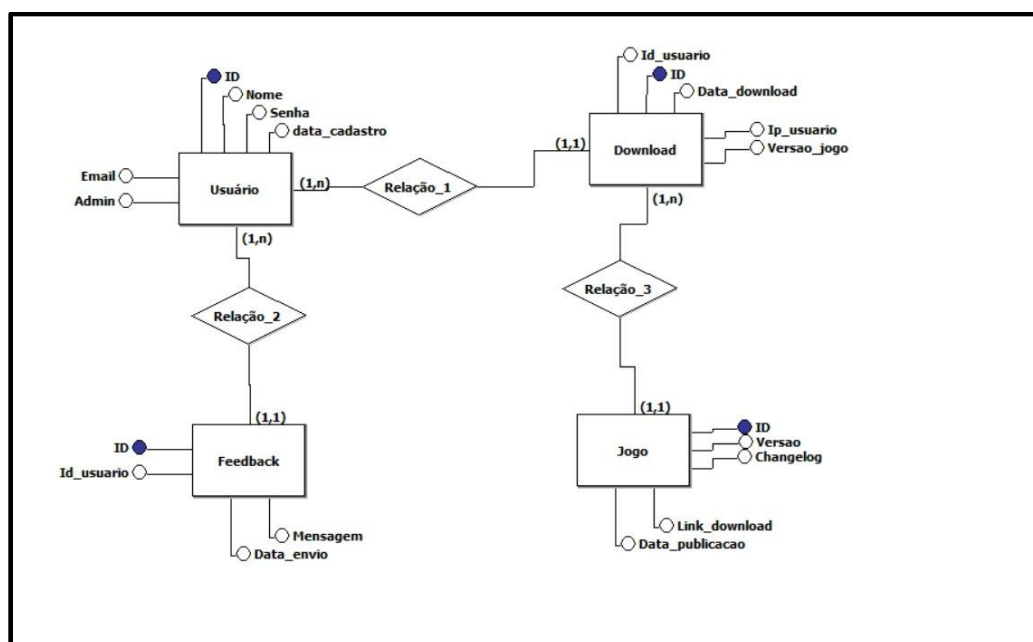 Id_usuario
ID
Data_download
ID
Nome
Senha
data_cadastro
Ip_usuario
Versao_jogo
Email
Admin
Usuário
(1,n)
Relação_1
(1,1)
Download
(1,n)
(1,n)
Relação_2
Relação_3
(1,1)
(1,1)
ID
Id_usuario
Feedback
Jogo
ID
Versao
Changelog
Mensagem
Data_envio
Link_download
Data_publicacao